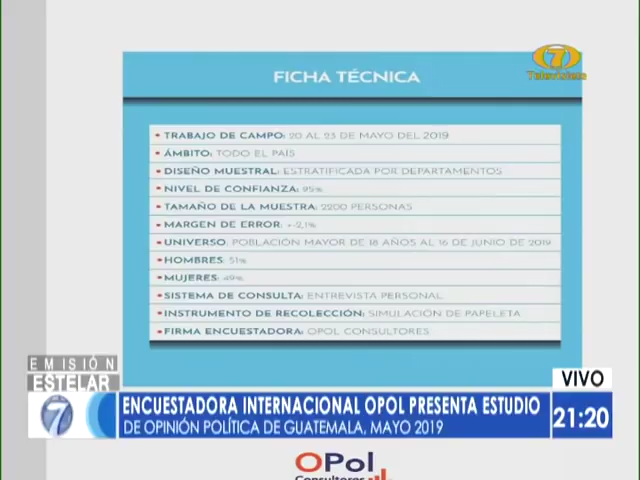 7
Televisiete
FICHA TÉCNICA
TRABAJO DE CAMPO: 20 AL 23 DE MAYO DEL 2019
ÁMBITO: TODO EL PAÍS
DISEÑO MUESTRAL: ESTRATIFICADA POR DEPARTAMENTOS
NIVEL DE CONFIANZA: 95%
TAMAÑO DE LA MUESTRA: 2200 PERSONAS
MARGEN DE ERROR: +-2,1%
UNIVERSO: POBLACIÓN MAYOR DE 18 AÑOS AL 16 DE JUNIO DE 2019
HOMBRES: 51%
MUJERES: 49%
SISTEMA DE CONSULTA: ENTREVISTA PERSONAL
INSTRUMENTO DE RECOLECCIÓN: SIMULACIÓN DE PAPELETA
FIRMA ENCUESTADORA: OPOL CONSULTORES
EMISIÓN
ESTELAR
7
VIVO
ENCUESTADORA INTERNACIONAL OPOL PRESENTA ESTUDIO
DE OPINIÓN POLÍTICA DE GUATEMALA, MAYO 2019
21:20
OPol
Consultores